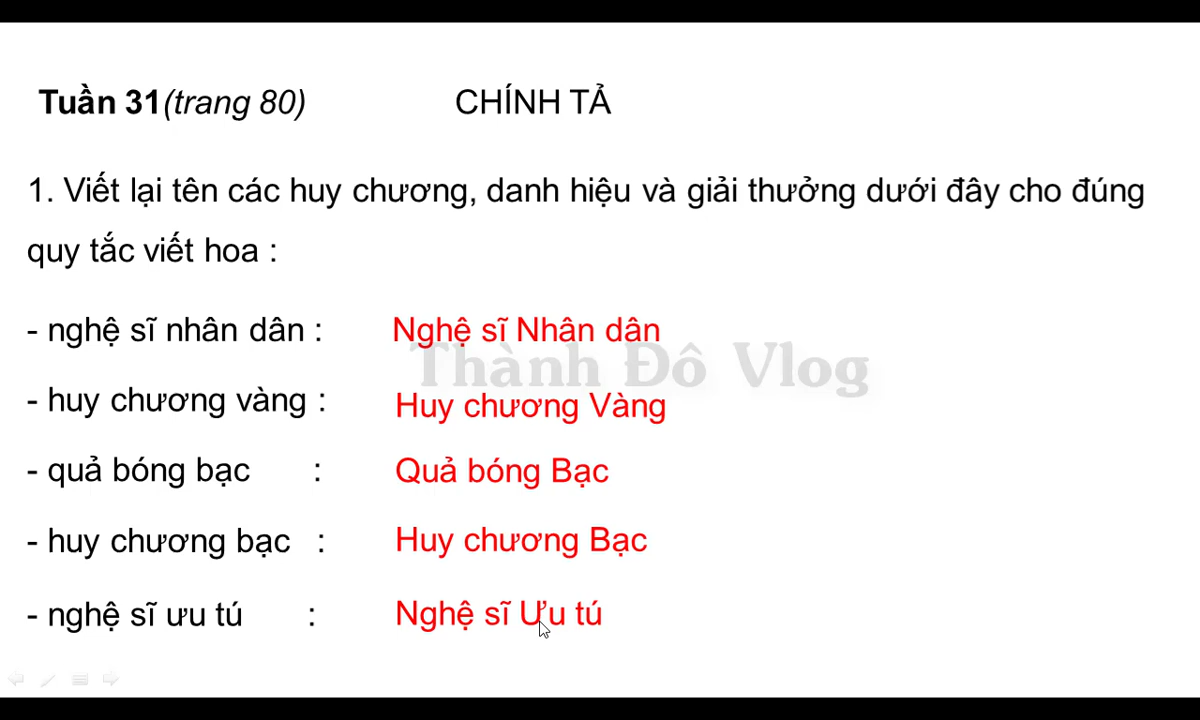 Tuần 31(trang 80) CHÍNH TẢ
1. Viết lại tên các huy chương, danh hiệu và giải thưởng dưới đây cho đúng
quy tắc viết hoa :
- nghệ sĩ nhân dân : Nghệ sĩ Nhân dân
Thành Đô Vlog
- huy chương vàng : Huy chương Vàng
- quả bóng bạc : Quả bóng Bạc
- huy chương bạc : Huy chương Bạc
- nghệ sĩ ưu tú : Nghệ sĩ Ưu tú